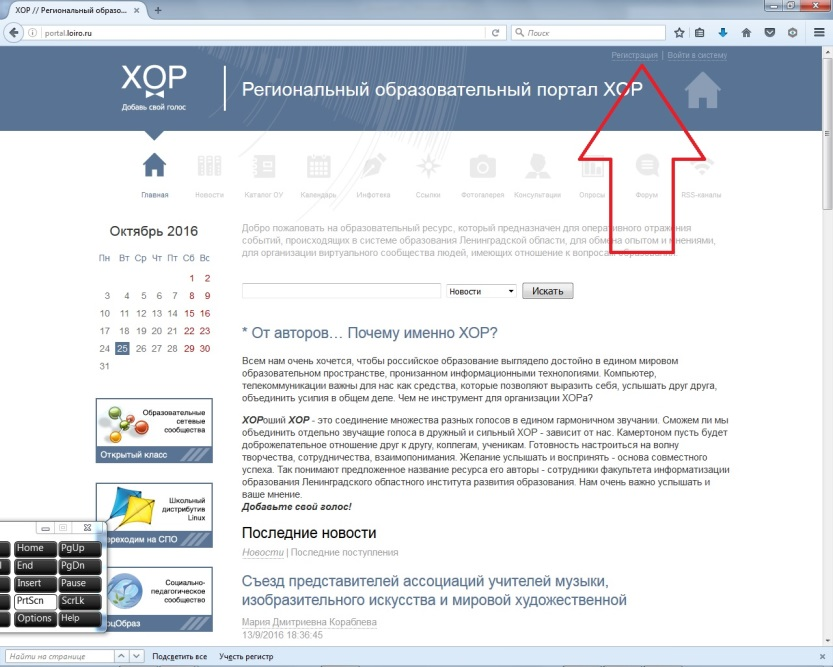 ХОР // Региональный образо...
portal.loiro.ru
Поиск
Регистрация | Войти в систему
ХОР
Добавь свой голос!
Региональный образовательный портал ХОР
Главная
Новости
Каталог ОУ
Календарь
Инфотека
Ссылки
Фотогалерея
Консультации
Опросы
Форум
RSS-каналы
Октябрь 2016
Пн Вт Ср Чт Пт Сб Вс
1 2
3 4 5 6 7 8 9
10 11 12 13 14 15 16
17 18 19 20 21 22 23
24 25 26 27 28 29 30
31
Добро пожаловать на образовательный ресурс, который предназначен для оперативного отражения
событий, происходящих в системе образования Ленинградской области, для обмена опытом и мнениями,
для организации виртуального сообщества людей, имеющих отношение к вопросам образования.
Новости
Искать
* От авторов… Почему именно ХОР?
Всем нам очень хочется, чтобы российское образование выглядело достойно в едином мировом
образовательном пространстве, пронизанном информационными технологиями. Компьютер,
телекоммуникации важны для нас как средства, которые позволяют выразить себя, услышать друг друга,
объединить усилия в общем деле. Чем не инструмент для организации ХОРа?
ХОРоший ХОР - это соединение множества разных голосов в едином гармоничном звучании. Сможем ли мы
объединить отдельно звучащие голоса в дружный и сильный ХОР - зависит от нас. Камертоном пусть будет
доброжелательное отношение друг к другу, коллегам, ученикам. Готовность настроиться на волну
творчества, сотрудничества, взаимопонимания. Желание услышать и воспринять - основа совместного
успеха. Так понимают предложенное название ресурса его авторы - сотрудники факультета информатизации
образования Ленинградского областного института развития образования. Нам очень важно услышать и
ваше мнение.
Добавьте свой голос!
Последние новости
Новости | Последние поступления
Съезд представителей ассоциаций учителей музыки,
изобразительного искусства и мировой художественной
Мария Дмитриевна Кораблева
13/9/2016 18:36:45
Образовательные
сетевые
сообщества
Открытый класс
Школьный
дистрибутив
Linux
реходим на СПО
Социально-
педагогическое
сообщество
оцОбраз
Home PgUp
End PgDn
Insert Pause
PrtScn ScrLk
Options Help
Найти на странице
Подсветить все
Учесть регистр